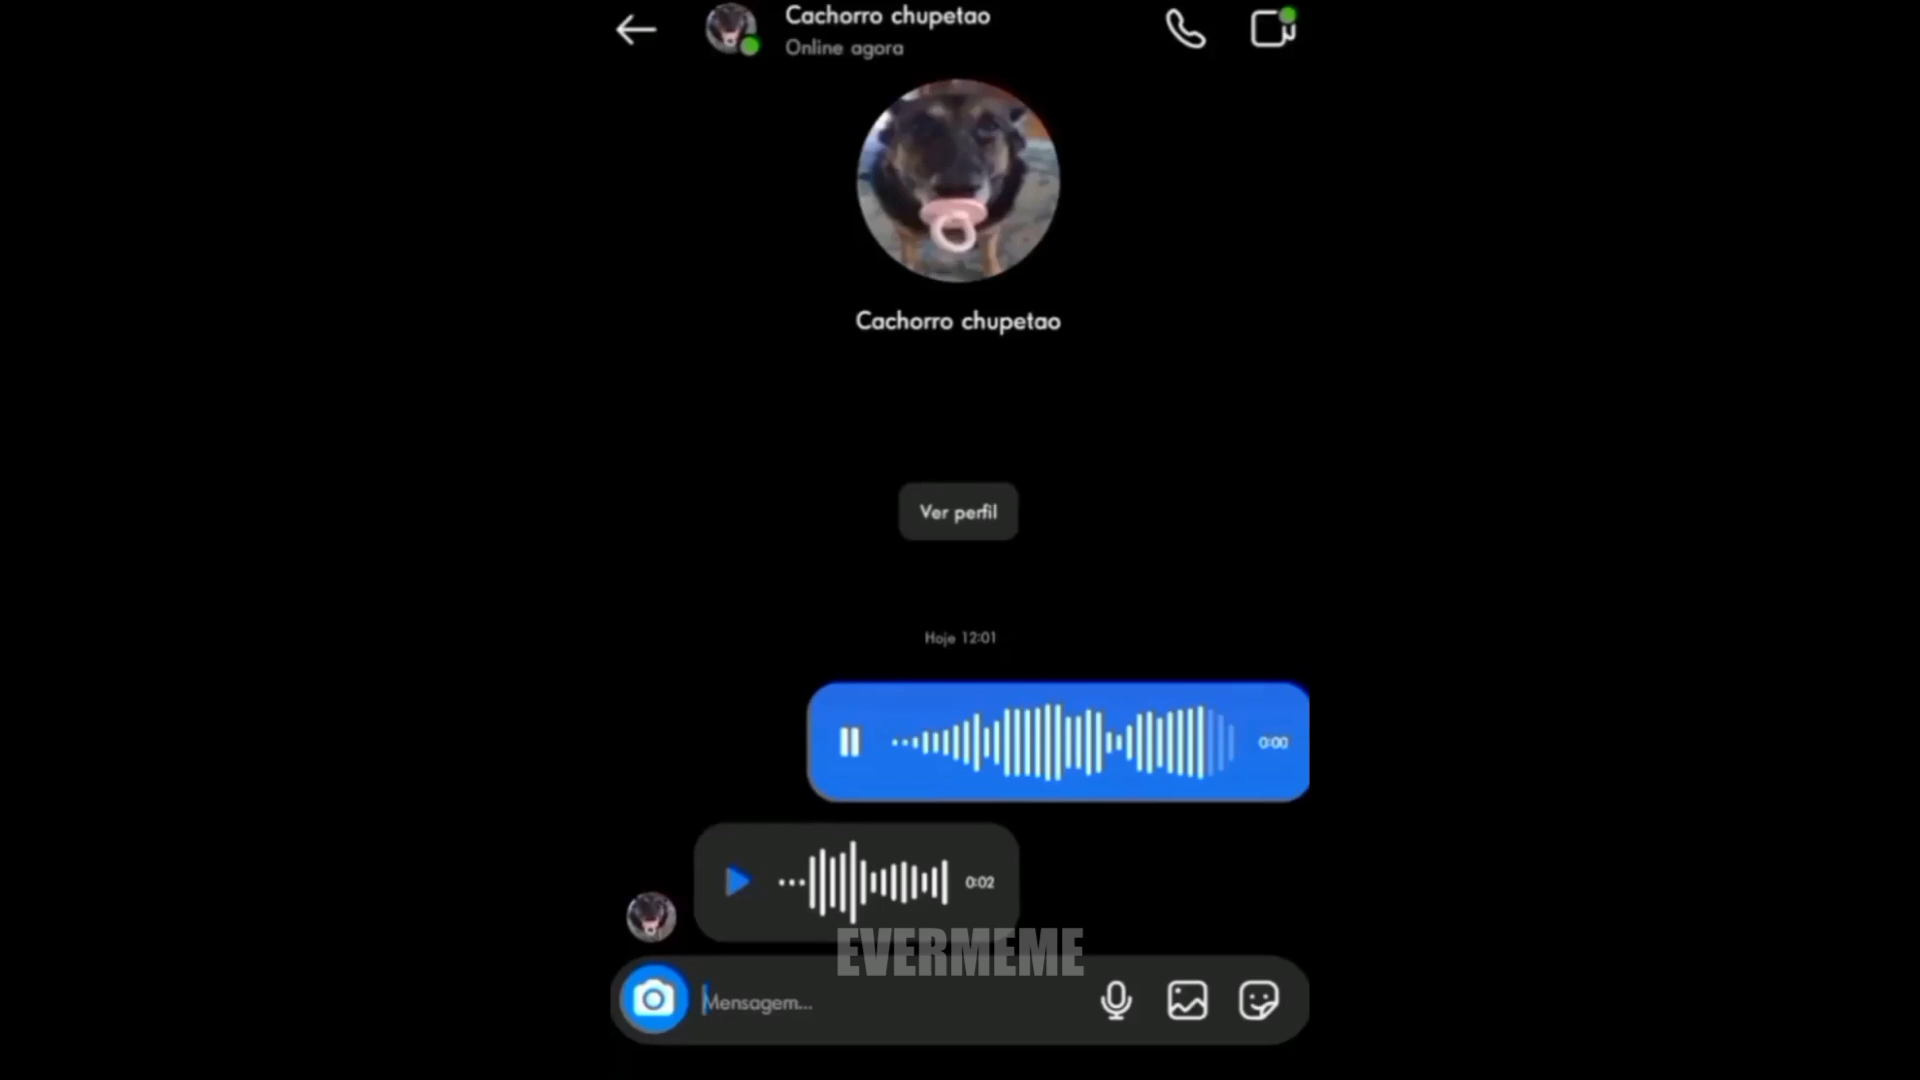 Cachorro chupetao
Online agora
Cachorro chupetao
Ver perfil
Hoje 12:01
0:00
0:02
EVERMEME
Mensagem...